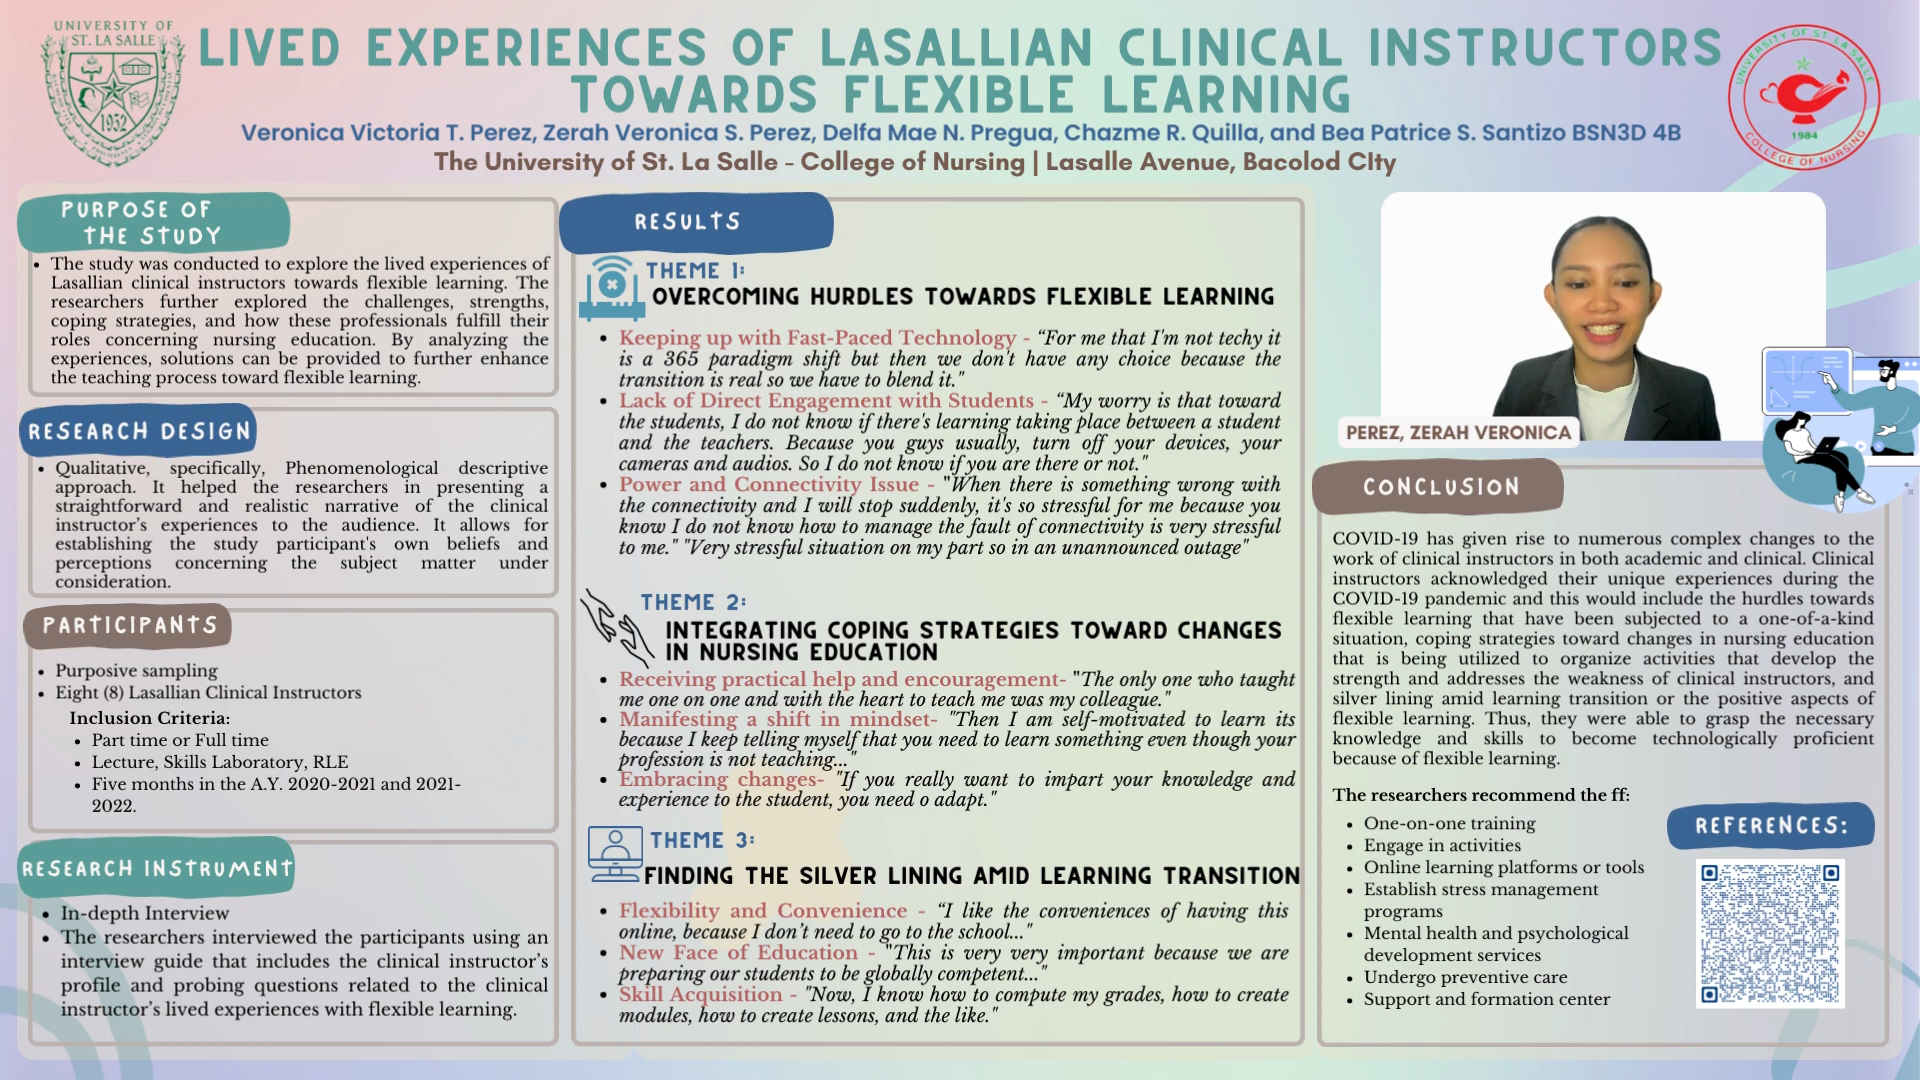 UNIVERSITY OF
ST. LA SALLE
1952
LIVED EXPERIENCES OF LASALLIAN CLINICAL INSTRUCTORS
TOWARDS FLEXIBLE LEARNING
Veronica Victoria T. Perez, Zerah Veronica S. Perez, Delfa Mae N. Pregua, Chazme R. Quilla, and Bea Patrice S. Santizo BSN3D 4B
The University of St. La Salle - College of Nursing | Lasalle Avenue, Bacolod CIty
UNIVERSITY OF ST. LA SALLE
1984
COLLEGE OF NURSING
PURPOSE OF
THE STUDY
• The study was conducted to explore the lived experiences of
Lasallian clinical instructors towards flexible learning. The
researchers further explored the challenges, strengths,
coping strategies, and how these professionals fulfill their
roles concerning nursing education. By analyzing the
experiences, solutions can be provided to further enhance
the teaching process toward flexible learning.
RESEARCH DESIGN
• Qualitative, specifically, Phenomenological descriptive
approach. It helped the researchers in presenting a
straightforward and realistic narrative of the clinical
instructor's experiences to the audience. It allows for
establishing the study participant's own beliefs and
perceptions concerning the subject matter under
consideration.
PARTICIPANTS
• Purposive sampling
• Eight (8) Lasallian Clinical Instructors
Inclusion Criteria:
• Part time or Full time
• Lecture, Skills Laboratory, RLE
• Five months in the A.Y. 2020-2021 and 2021-
2022.
RESEARCH INSTRUMENT
• In-depth Interview
• The researchers interviewed the participants using an
interview guide that includes the clinical instructor's
profile and probing questions related to the clinical
instructor's lived experiences with flexible learning.
RESULTS
THEME 1:
OVERCOMING HURDLES TOWARDS FLEXIBLE LEARNING
• Keeping up with Fast-Paced Technology - “For me that I'm not techy it
is a 365 paradigm shift but then we don't have any choice because the
transition is real so we have to blend it."
• Lack of Direct Engagement with Students - “My worry is that toward
the students, I do not know if there's learning taking place between a student
and the teachers. Because you guys usually, turn off your devices, your
cameras and audios. So I do not know if you are there or not."
• Power and Connectivity Issue - "When there is something wrong with
the connectivity and I will stop suddenly, it's so stressful for me because you
know I do not know how to manage the fault of connectivity is very stressful
to me." "Very stressful situation on my part so in an unannounced outage"
THEME 2:
INTEGRATING COPING STRATEGIES TOWARD CHANGES
IN NURSING EDUCATION
• Receiving practical help and encouragement- "The only one who taught
me one on one and with the heart to teach me was my colleague."
• Manifesting a shift in mindset- "Then I am self-motivated to learn its
because I keep telling myself that you need to learn something even though your
profession is not teaching..."
• Embracing changes- "If you really want to impart your knowledge and
experience to the student, you need o adapt."
THEME 3:
FINDING THE SILVER LINING AMID LEARNING TRANSITION
• Flexibility and Convenience - “I like the conveniences of having this
online, because I don’t need to go to the school..."
• New Face of Education - "This is very very important because we are
preparing our students to be globally competent..."
• Skill Acquisition - "Now, I know how to compute my grades, how to create
modules, how to create lessons, and the like."
PEREZ, ZERAH VERONICA
CONCLUSION
COVID-19 has given rise to numerous complex changes to the
work of clinical instructors in both academic and clinical. Clinical
instructors acknowledged their unique experiences during the
COVID-19 pandemic and this would include the hurdles towards
flexible learning that have been subjected to a one-of-a-kind
situation, coping strategies toward changes in nursing education
that is being utilized to organize activities that develop the
strength and addresses the weakness of clinical instructors, and
silver lining amid learning transition or the positive aspects of
flexible learning. Thus, they were able to grasp the necessary
knowledge and skills to become technologically proficient
because of flexible learning.
The researchers recommend the ff:
• One-on-one training
• Engage in activities
• Online learning platforms or tools
• Establish stress management
programs
• Mental health and psychological
development services
• Undergo preventive care
• Support and formation center
REFERENCES: